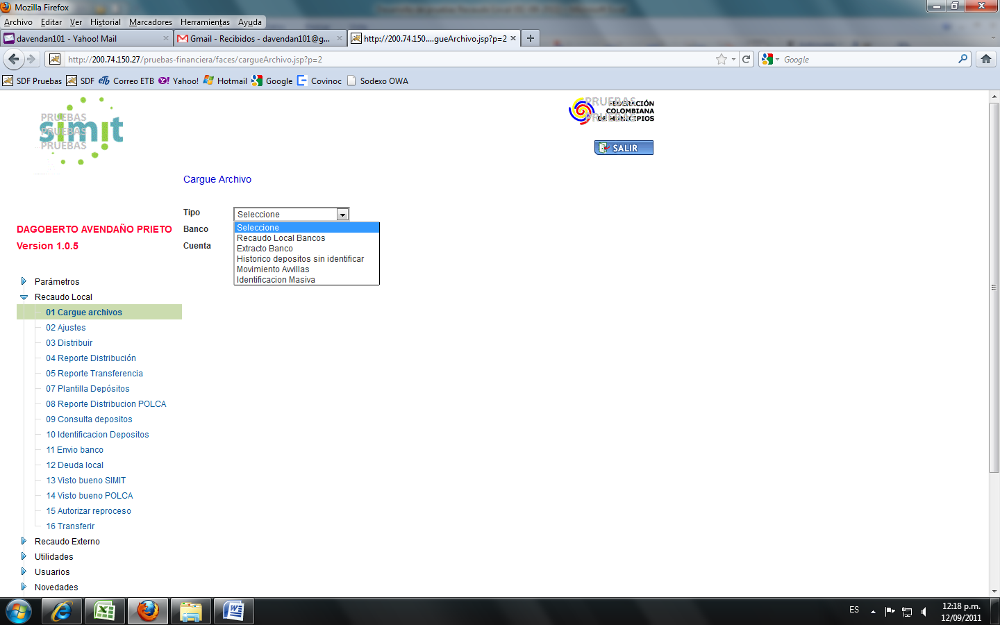 Mozilla Firefox
Archivo Editar Ver Historial Marcadores Herramientas Ayuda
davendan101 - Yahoo! Mail
Gmail - Recibidos - davendan101@g...
http://200.74.150....gueArchivo.jsp?p=2
http://200.74.150.27/pruebas-financiera/faces/cargueArchivo.jsp?p=2
Google
SDF Pruebas SDF Correo ETB Yahoo! Hotmail Google Covinoc Sodexo OWA
PRUEBAS
PRUEBAS
PRUEBAS
simit
PRUEBAS
PRUEBAS
FEDERACIÓN
COLOMBIANA
DE MUNICIPIOS
SALIR
Cargue Archivo
Tipo
Seleccione
Banco
Cuenta
Seleccione
Recaudo Local Bancos
Extracto Banco
Historico depositos sin identificar
Movimiento Avvillas
Identificacion Masiva
DAGOBERTO AVENDAÑO PRIETO
Version 1.0.5
Parámetros
Recaudo Local
01 Cargue archivos
02 Ajustes
03 Distribuir
04 Reporte Distribución
05 Reporte Transferencia
07 Plantilla Depósitos
08 Reporte Distribucion POLCA
09 Consulta depositos
10 Identificacion Depositos
11 Envio banco
12 Deuda local
13 Visto bueno SIMIT
14 Visto bueno POLCA
15 Autorizar reproceso
16 Transferir
Recaudo Externo
Utilidades
Usuarios
Novedades
ES
12:18 p.m.
12/09/2011